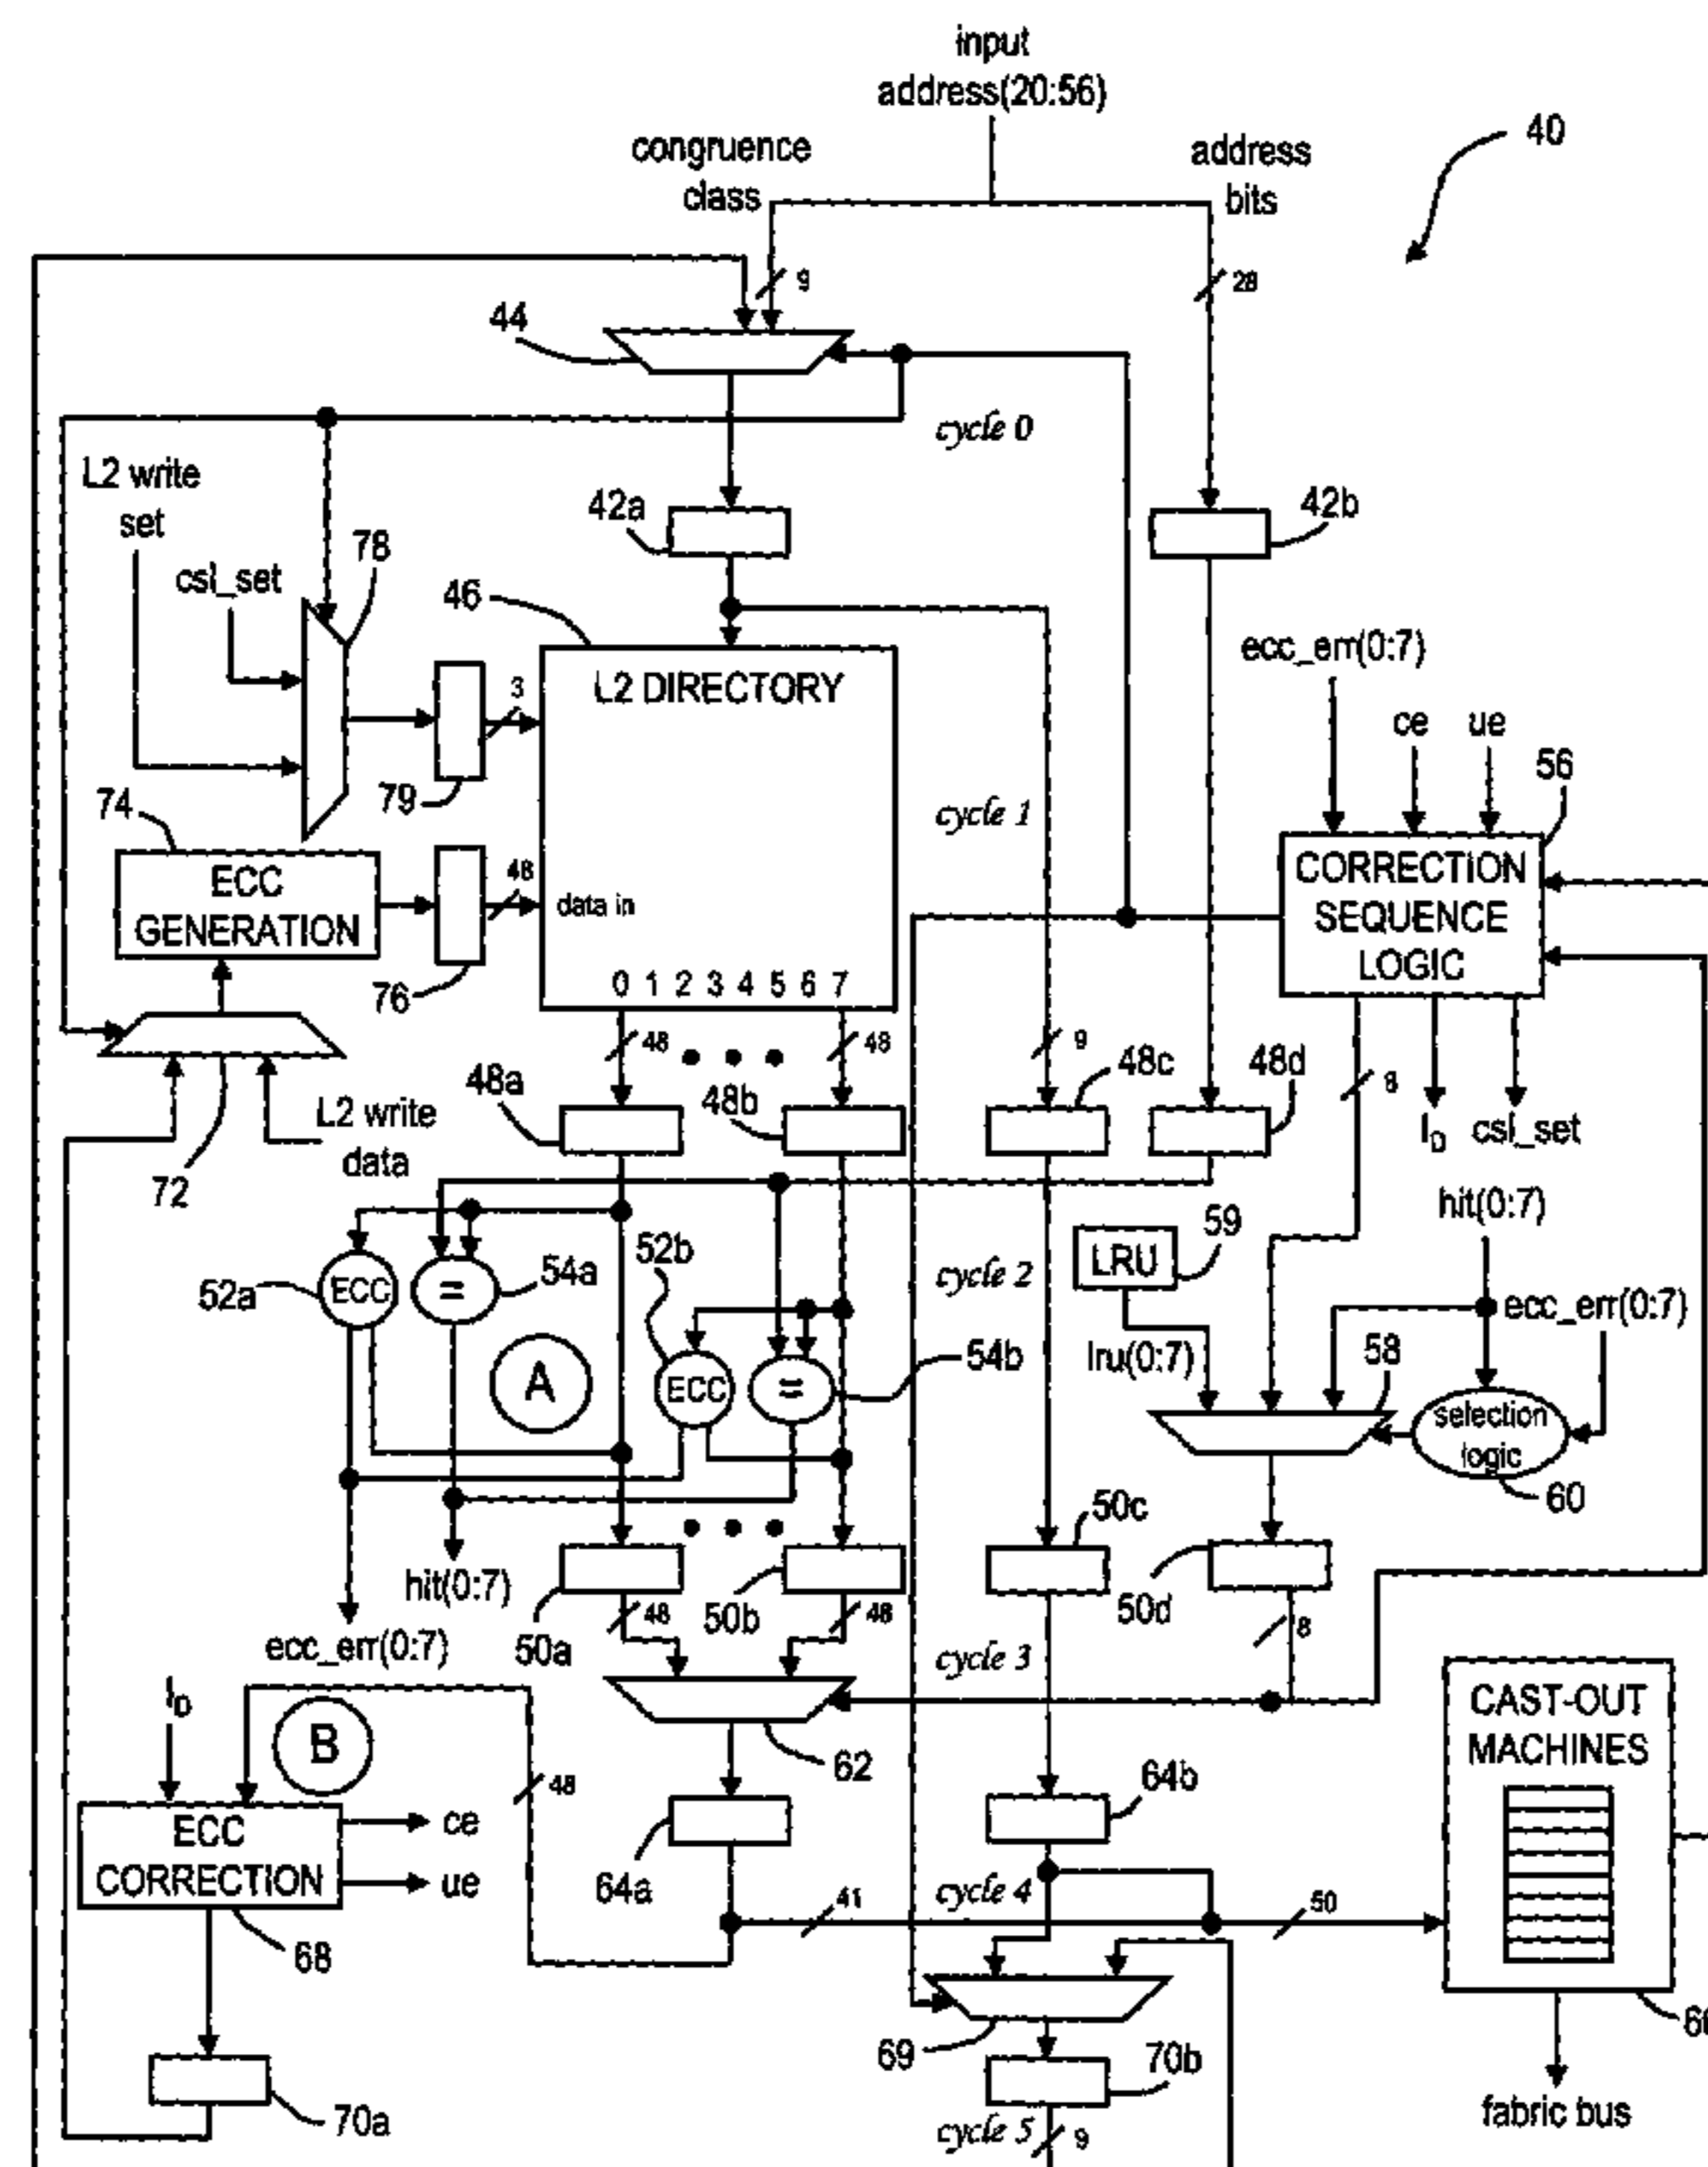 input
address(20:56)
congruence
class
address
bits
40
9
28
44
cycle 0
L2 write
set
42a
42b
78
csl_set
46
ecc_err(0:7)
L2 DIRECTORY
3
ce
ue
56
79
74
cycle 1
CORRECTION
SEQUENCE
LOGIC
ECC
GENERATION
48
data in
76
0 1 2 3 4 5 6 7
48
48
9
48c
48d
8
48a
48b
L2 write
data
I_D
csl_set
72
hit(0:7)
59
LRU
52b
54a
52a
ECC
=
cycle 2
ecc_err(0:7)
A
54b
lru(0:7)
58
ECC
=
selection
logic
60
50c
hit(0:7)
50a
48
50b
48
50d
8
ecc_err(0:7)
cycle 3
I_D
B
CAST-OUT
MACHINES
62
48
64b
ECC
CORRECTION
ce
ue
64a
cycle 4
41
50
68
69
70b
70a
cycle 5
9
fabric bus